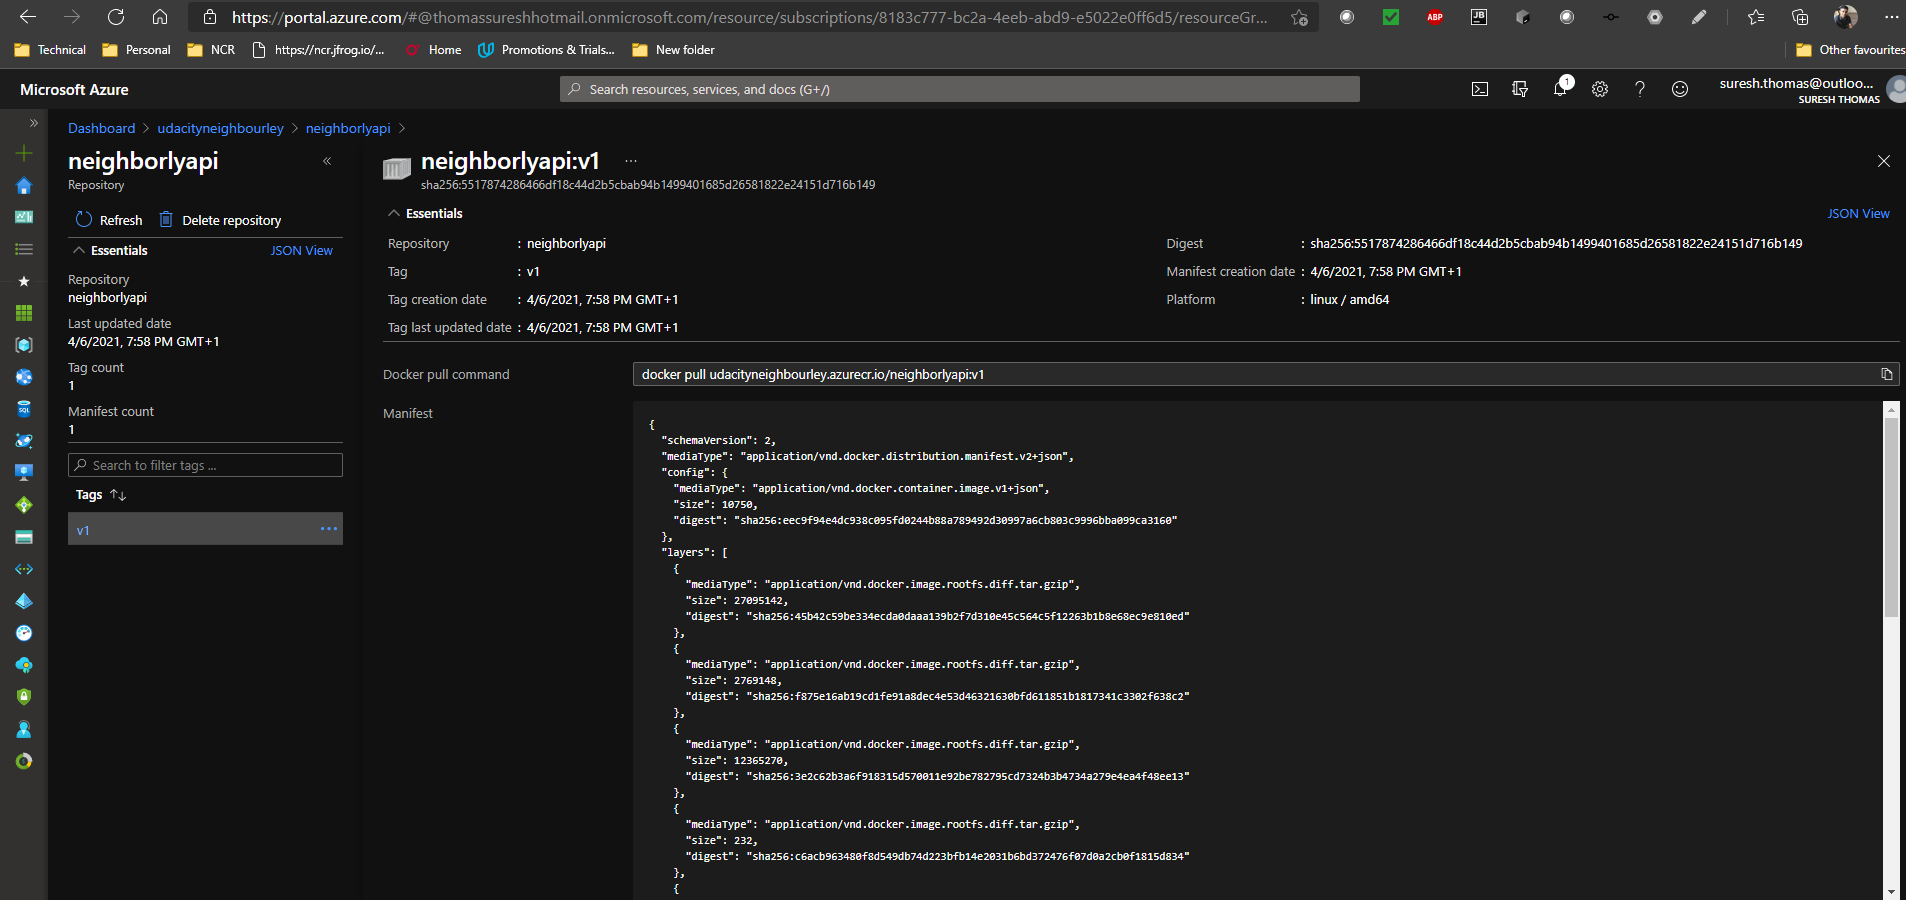 https://portal.azure.com/#@thomassureshhotmail.onmicrosoft.com/resource/subscriptions/8183c777-bc2a-4eeb-abd9-e5022e0ff6d5/resourceGr...
ABP
JB
Technical
Personal
NCR
https://ncr.jfrog.io/...
Home
Promotions & Trials...
New folder
Other favourites
Microsoft Azure
Search resources, services, and docs (G+/)
1
suresh.thomas@outloo...
SURESH THOMAS
Dashboard > udacityneighbourley > neighborlyapi >
neighborlyapi
Repository
Refresh
Delete repository
Essentials
JSON View
Repository
neighborlyapi
Last updated date
4/6/2021, 7:58 PM GMT+1
Tag count
1
Manifest count
1
Search to filter tags ...
Tags
v1
SQL
neighborlyapi:v1
sha256:5517874286466df18c44d2b5cbab94b1499401685d26581822e24151d716b149
Essentials
JSON View
Repository : neighborlyapi
Tag : v1
Tag creation date : 4/6/2021, 7:58 PM GMT+1
Tag last updated date : 4/6/2021, 7:58 PM GMT+1
Digest : sha256:5517874286466df18c44d2b5cbab94b1499401685d26581822e24151d716b149
Manifest creation date : 4/6/2021, 7:58 PM GMT+1
Platform : linux / amd64
Docker pull command
docker pull udacityneighbourley.azurecr.io/neighborlyapi:v1
Manifest
{
"schemaVersion": 2,
"mediaType": "application/vnd.docker.distribution.manifest.v2+json",
"config": {
"mediaType": "application/vnd.docker.container.image.v1+json",
"size": 10750,
"digest": "sha256:eec9f94e4dc938c095fd0244b88a789492d30997a6cb803c9996bba099ca3160"
},
"layers": [
{
"mediaType": "application/vnd.docker.image.rootfs.diff.tar.gzip",
"size": 27095142,
"digest": "sha256:45b42c59be334ecda0daaa139b2f7d310e45c564c5f12263b1b8e68ec9e810ed"
},
{
"mediaType": "application/vnd.docker.image.rootfs.diff.tar.gzip",
"size": 2769148,
"digest": "sha256:f875e16ab19cd1fe91a8dec4e53d46321630bfd611851b1817341c3302f638c2"
},
{
"mediaType": "application/vnd.docker.image.rootfs.diff.tar.gzip",
"size": 12365270,
"digest": "sha256:3e2c62b3a6f918315d570011e92be782795cd7324b3b4734a279e4ea4f48ee13"
},
{
"mediaType": "application/vnd.docker.image.rootfs.diff.tar.gzip",
"size": 232,
"digest": "sha256:c6acb963480f8d549db74d223bfb14e2031b6bd372476f07d0a2cb0f1815d834"
},
{